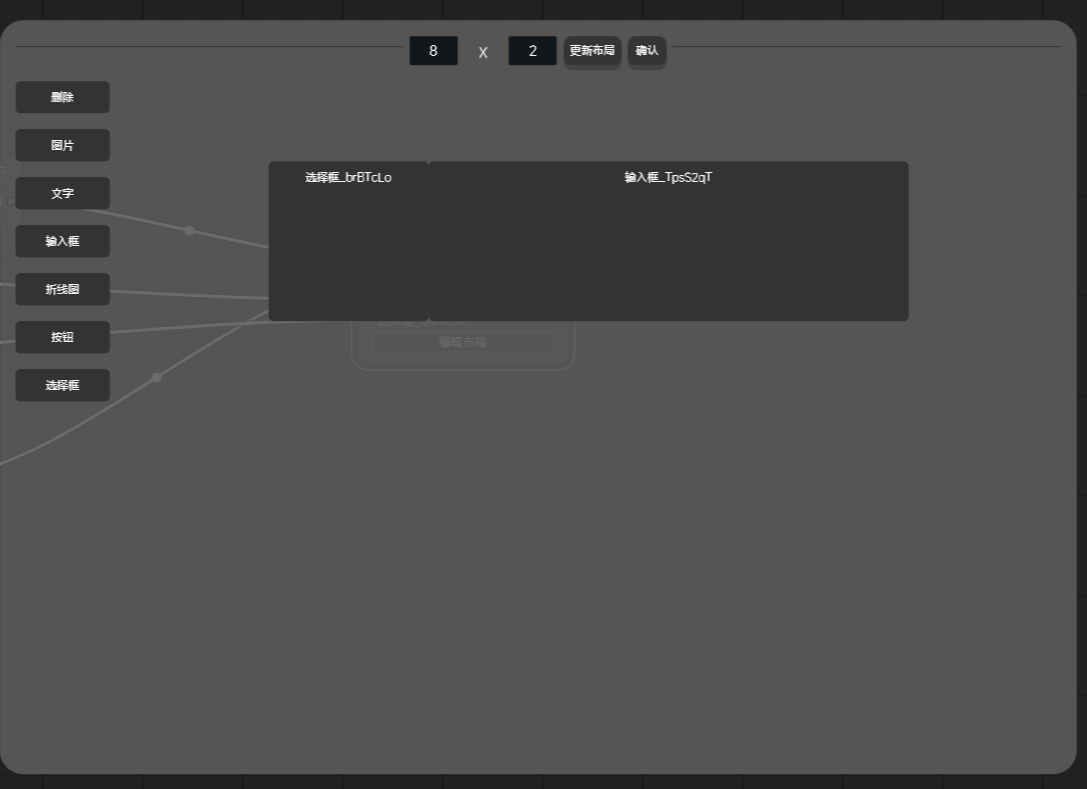 8 x 2 更新布局 确认
删除
图片
文字
输入框
折线图
按钮
选择框
选择框_brBTcLo
输入框_TpsS2qT
编辑布局